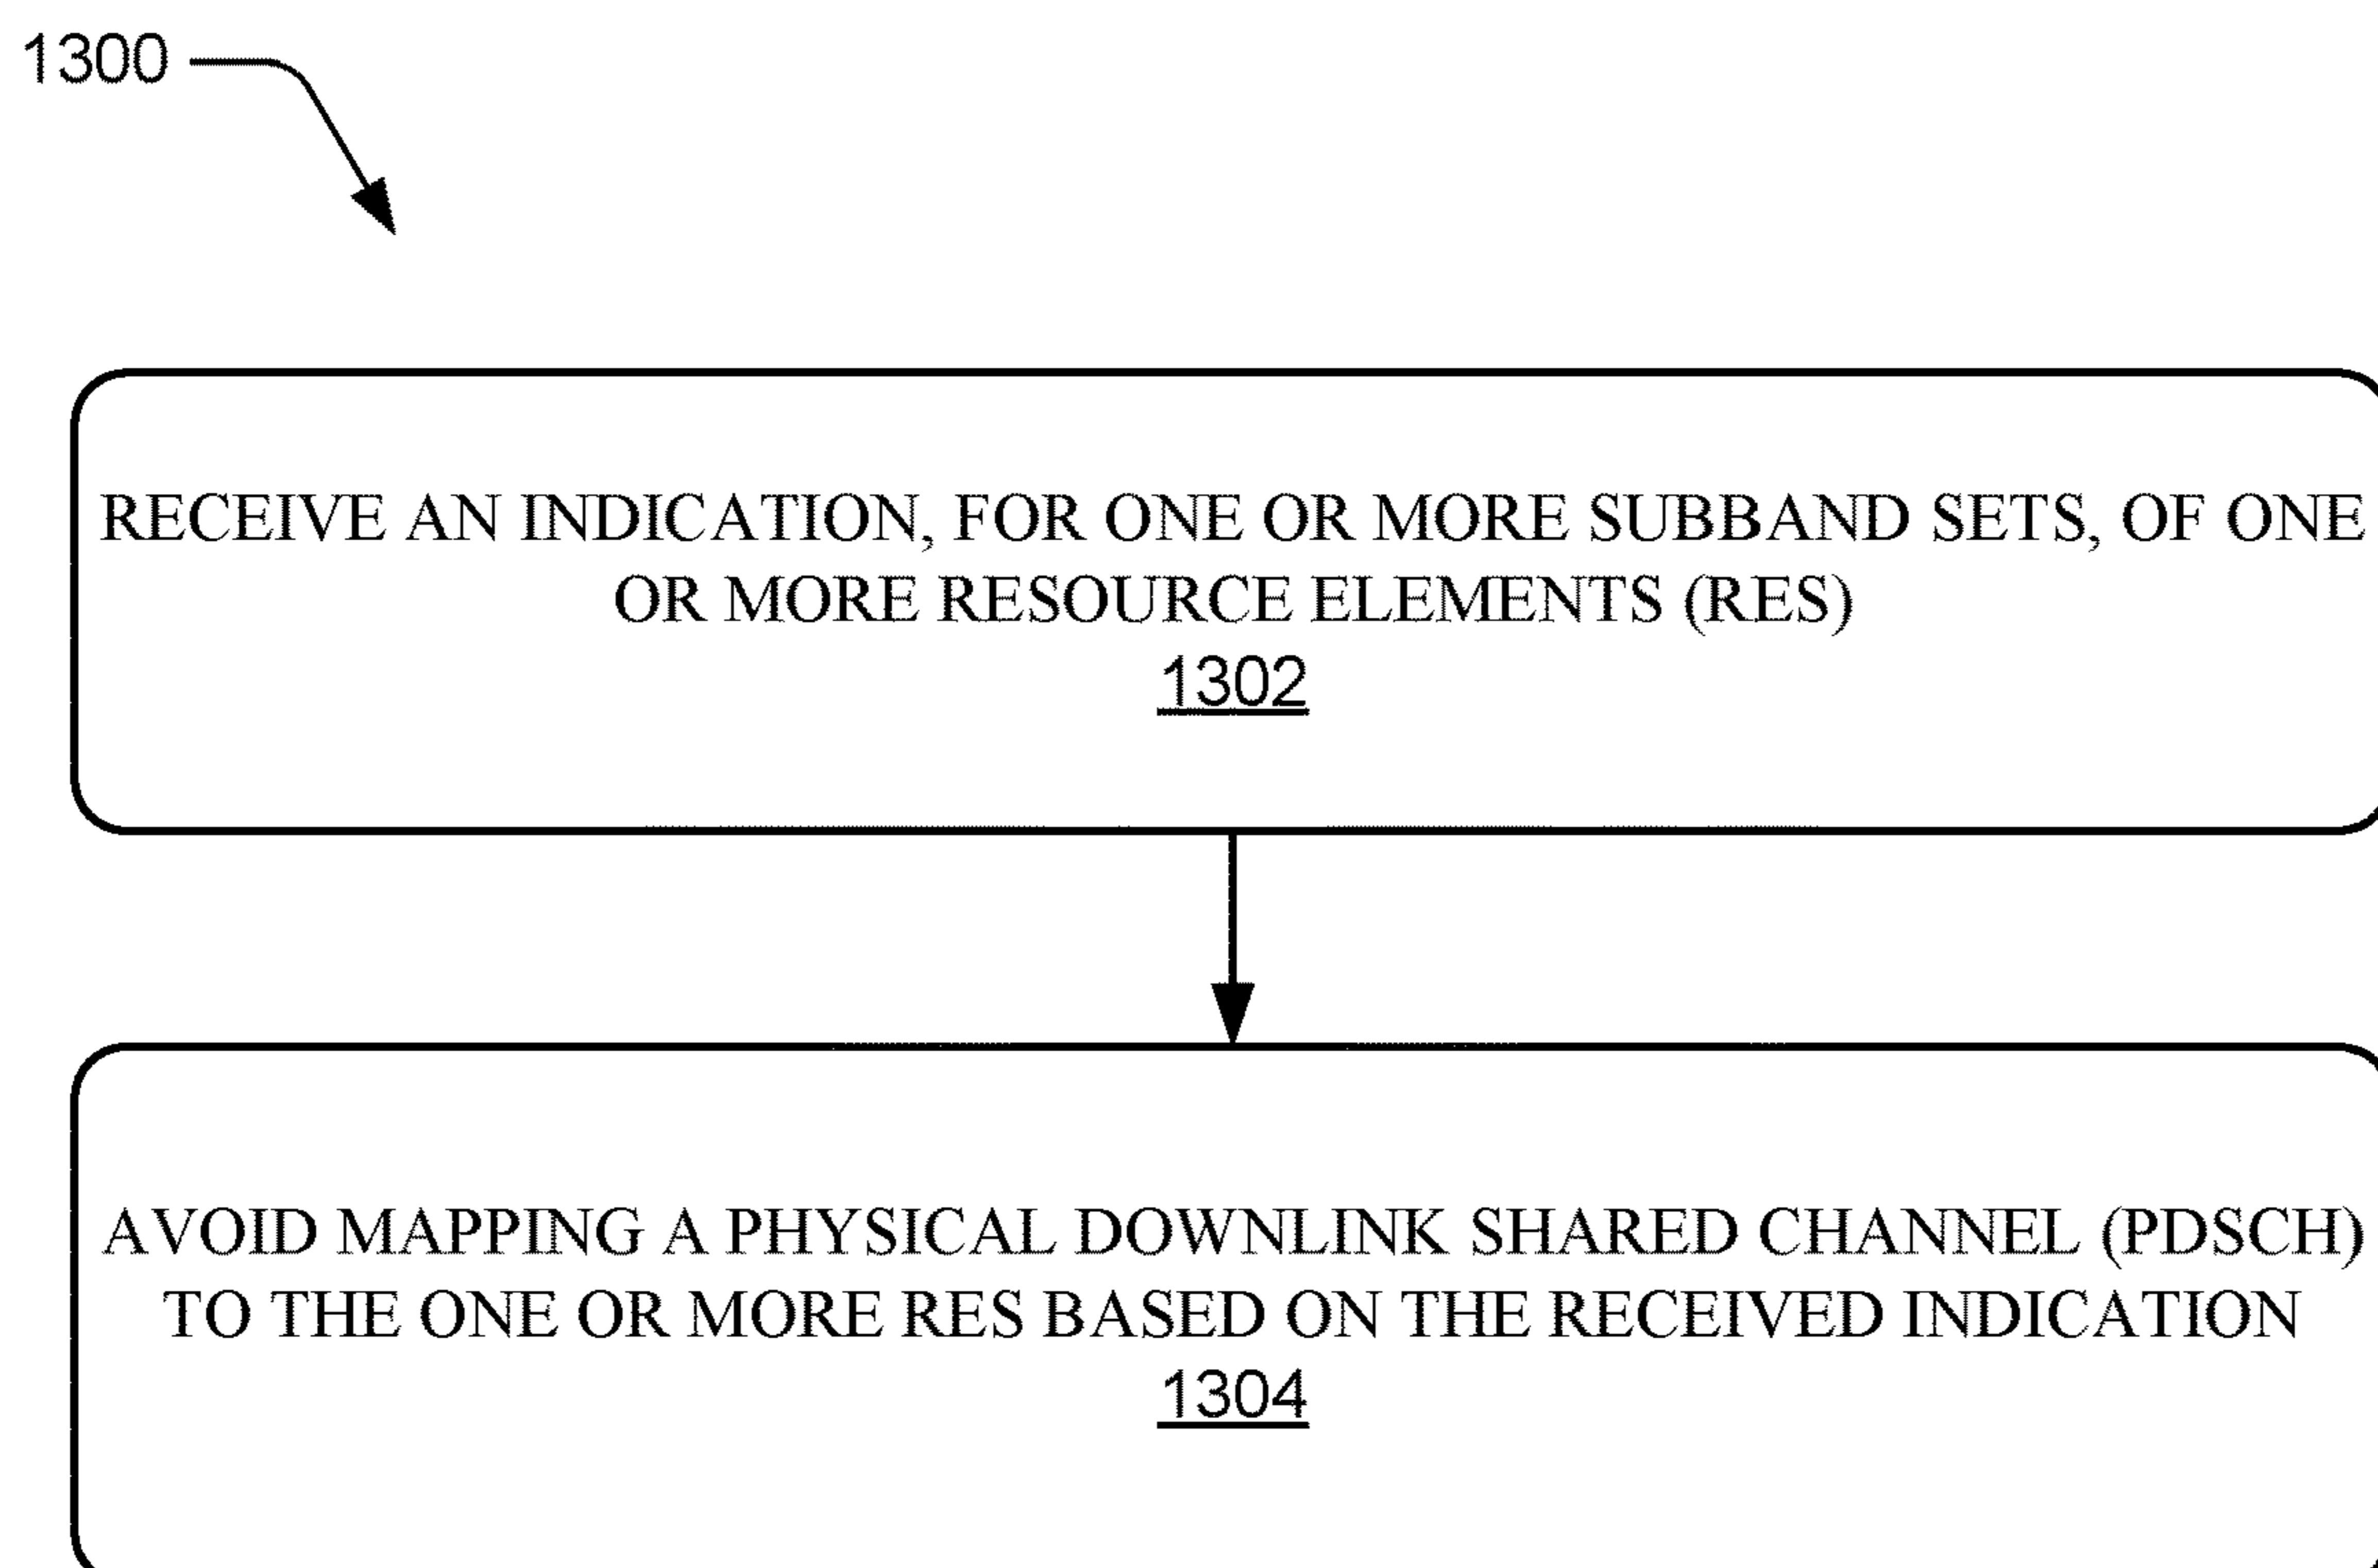 1300
RECEIVE AN INDICATION, FOR ONE OR MORE SUBBAND SETS, OF ONE
OR MORE RESOURCE ELEMENTS (RES)
1302
AVOID MAPPING A PHYSICAL DOWNLINK SHARED CHANNEL (PDSCH)
TO THE ONE OR MORE RES BASED ON THE RECEIVED INDICATION
1304